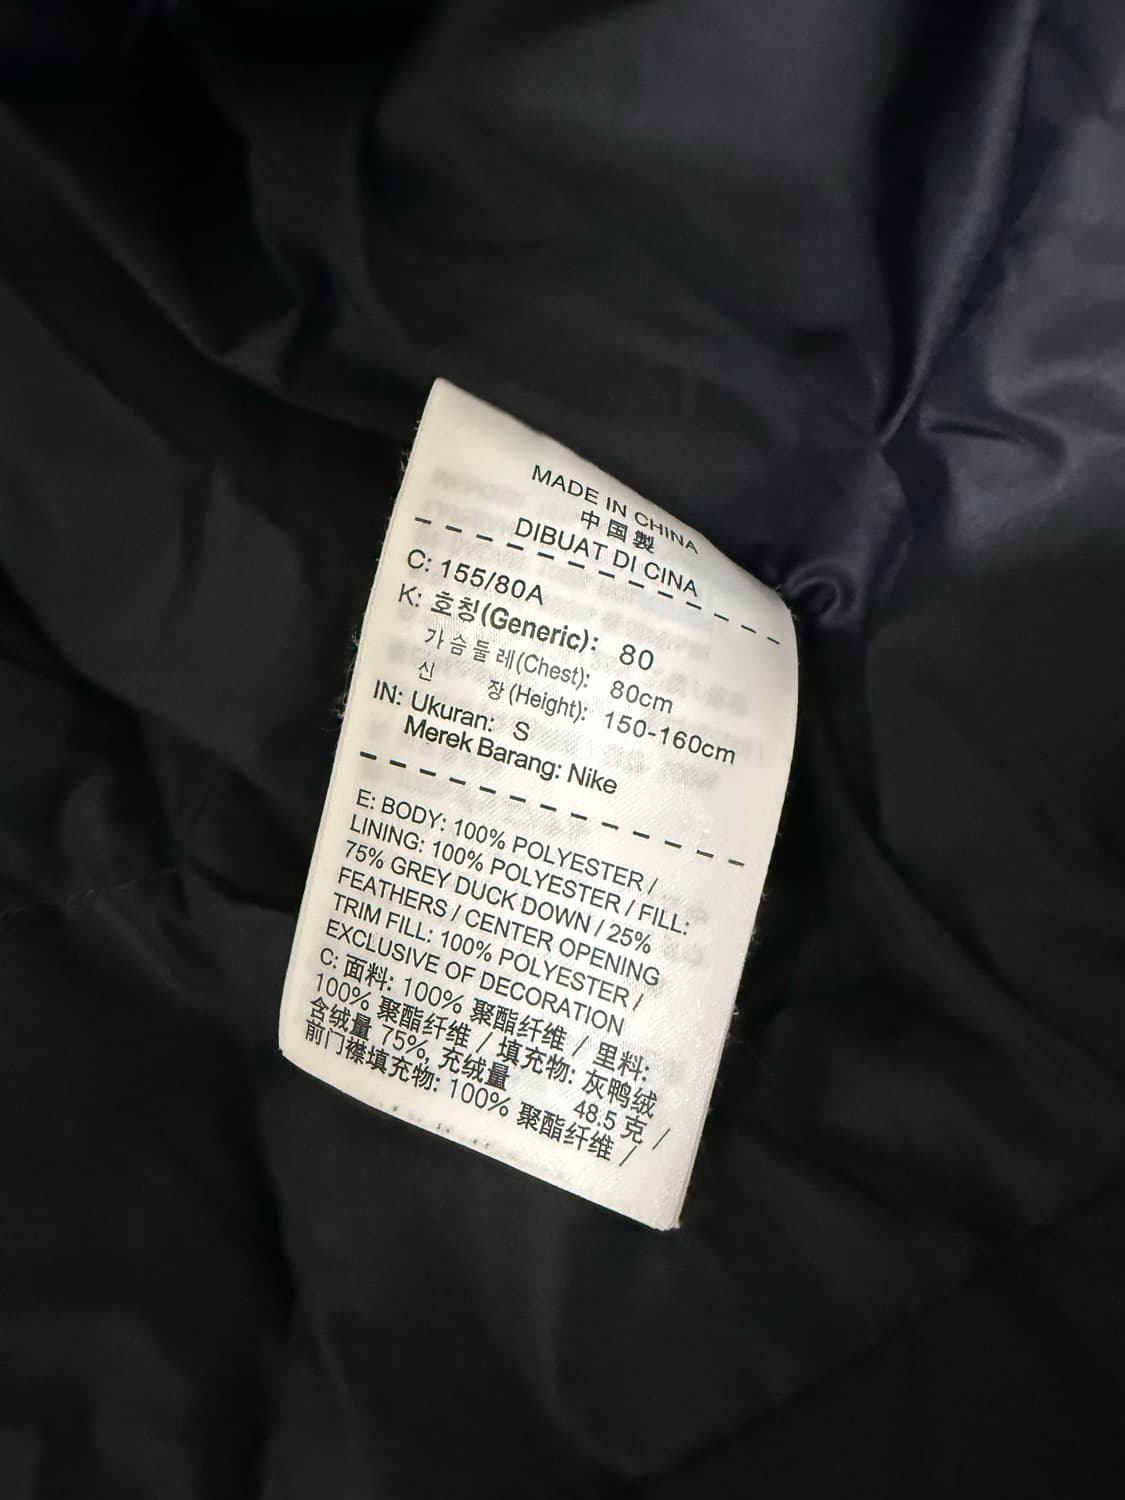 MADE IN CHINA
中国製
DIBUAT DI CINA
C: 155/80A
K: 호칭(Generic): 80
가슴둘레(Chest): 80cm
신 장(Height): 150-160cm
IN: Ukuran: S
Merek Barang: Nike
E: BODY: 100% POLYESTER /
LINING: 100% POLYESTER / FILL:
75% GREY DUCK DOWN / 25%
FEATHERS / CENTER OPENING
TRIM FILL: 100% POLYESTER /
EXCLUSIVE OF DECORATION
C: 面料: 100% 聚酯纤维 / 里料:
100% 聚酯纤维 / 填充物: 灰鸭绒
含绒量 75%, 充绒量 48.5 克 /
前门襟填充物: 100% 聚酯纤维 /